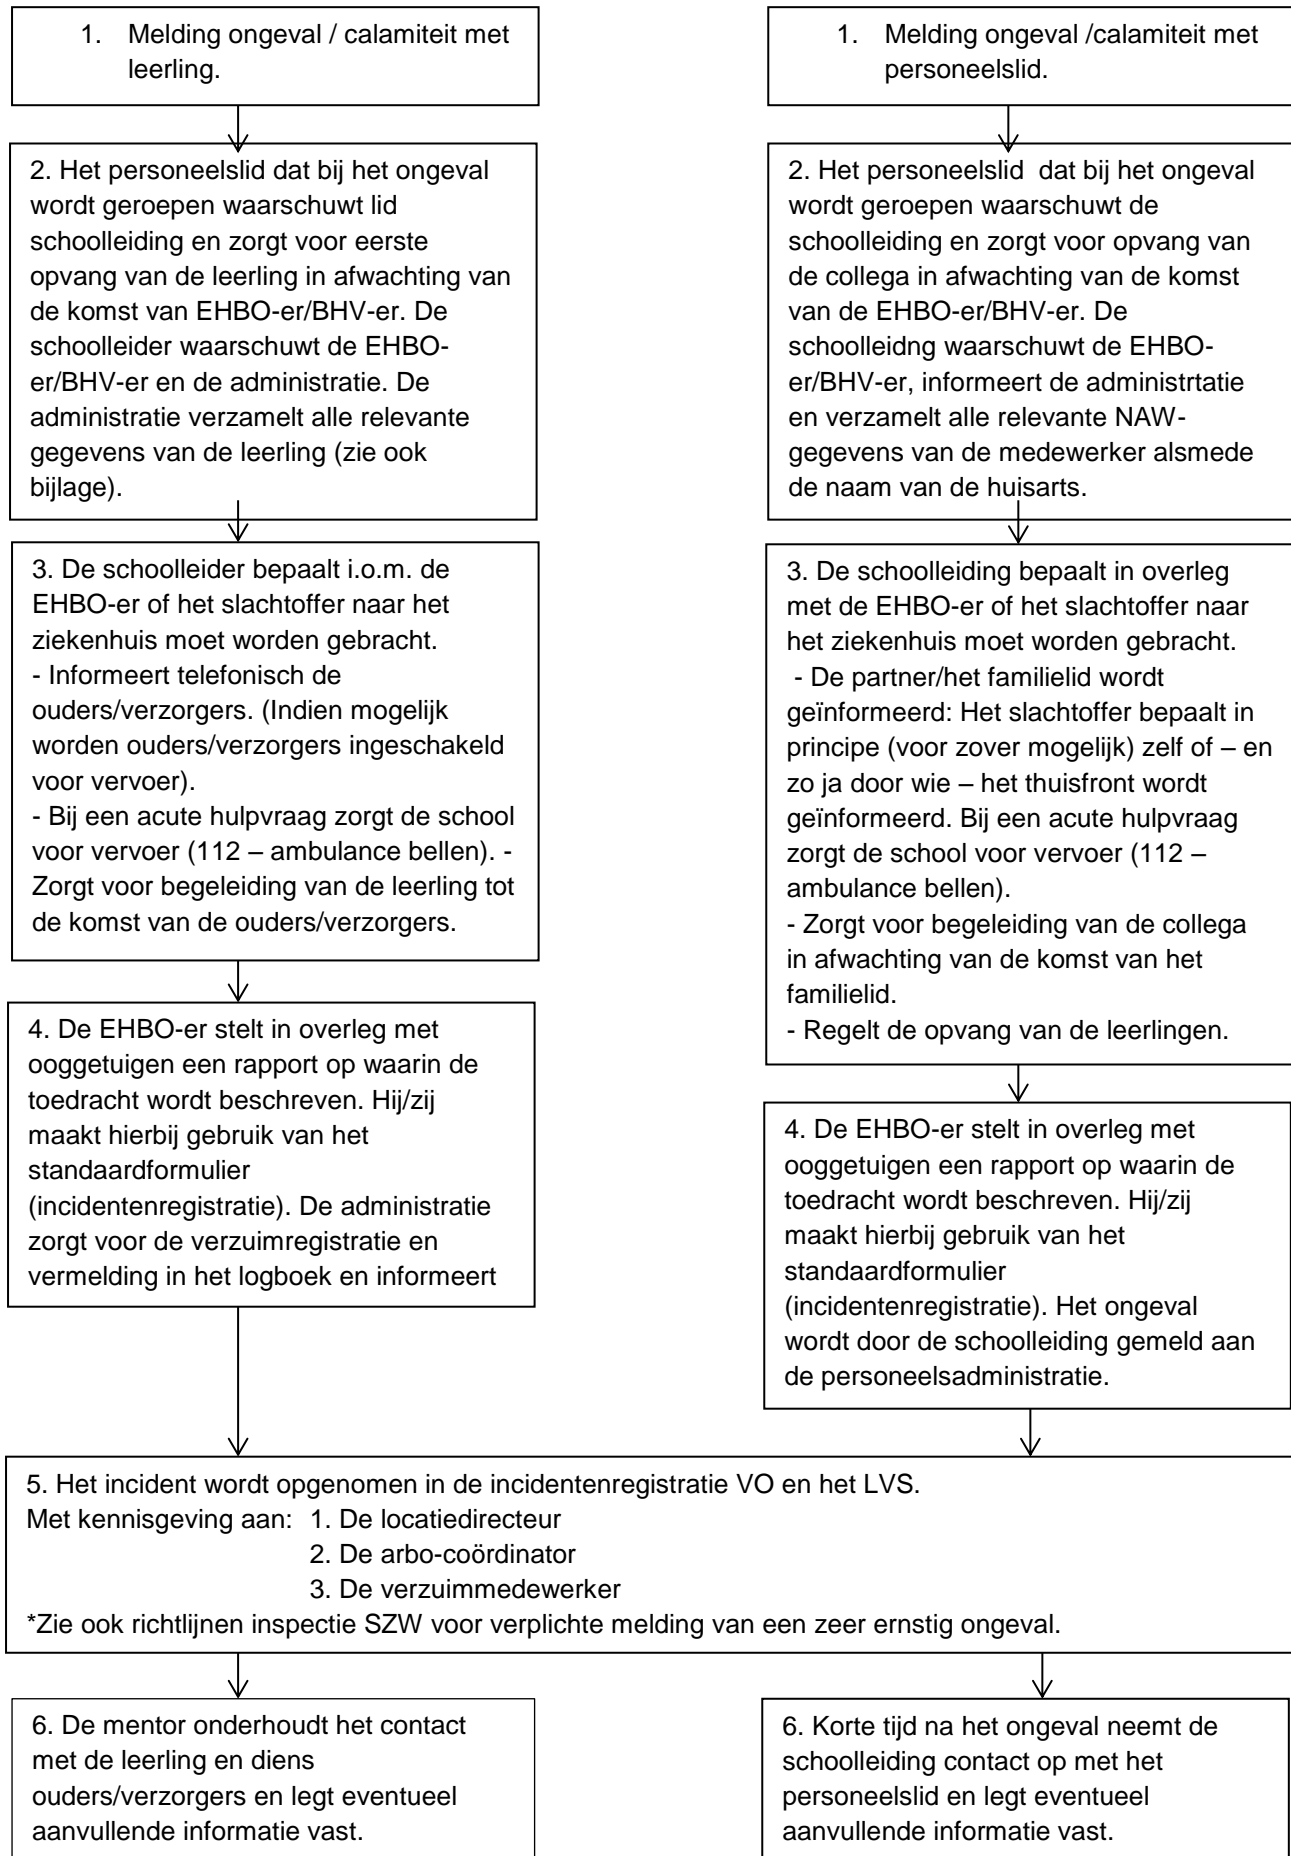 1. Melding ongeval / calamiteit met
leerling.
1. Melding ongeval /calamiteit met
personeelslid.
2. Het personeelslid dat bij het ongeval
wordt geroepen waarschuwt lid
schoolleiding en zorgt voor eerste
opvang van de leerling in afwachting van
de komst van EHBO-er/BHV-er. De
schoolleider waarschuwt de EHBO-
er/BHV-er en de administratie. De
administratie verzamelt alle relevante
gegevens van de leerling (zie ook
bijlage).
2. Het personeelslid  dat bij het ongeval
wordt geroepen waarschuwt de
schoolleiding en zorgt voor opvang van
de collega in afwachting van de komst
van de EHBO-er/BHV-er. De
schoolleidng waarschuwt de EHBO-
er/BHV-er, informeert de administrtatie
en verzamelt alle relevante NAW-
gegevens van de medewerker alsmede
de naam van de huisarts.
3. De schoolleider bepaalt i.o.m. de
EHBO-er of het slachtoffer naar het
ziekenhuis moet worden gebracht.
- Informeert telefonisch de
ouders/verzorgers. (Indien mogelijk
worden ouders/verzorgers ingeschakeld
voor vervoer).
- Bij een acute hulpvraag zorgt de school
voor vervoer (112 – ambulance bellen). -
Zorgt voor begeleiding van de leerling tot
de komst van de ouders/verzorgers.
3. De schoolleiding bepaalt in overleg
met de EHBO-er of het slachtoffer naar
het ziekenhuis moet worden gebracht.
- De partner/het familielid wordt
geïnformeerd: Het slachtoffer bepaalt in
principe (voor zover mogelijk) zelf of – en
zo ja door wie – het thuisfront wordt
geïnformeerd. Bij een acute hulpvraag
zorgt de school voor vervoer (112 –
ambulance bellen).
- Zorgt voor begeleiding van de collega
in afwachting van de komst van het
familielid.
- Regelt de opvang van de leerlingen.
4. De EHBO-er stelt in overleg met
ooggetuigen een rapport op waarin de
toedracht wordt beschreven. Hij/zij
maakt hierbij gebruik van het
standaardformulier
(incidentenregistratie). De administratie
zorgt voor de verzuimregistratie en
vermelding in het logboek en informeert
4. De EHBO-er stelt in overleg met
ooggetuigen een rapport op waarin de
toedracht wordt beschreven. Hij/zij
maakt hierbij gebruik van het
standaardformulier
(incidentenregistratie). Het ongeval
wordt door de schoolleiding gemeld aan
de personeelsadministratie.
5. Het incident wordt opgenomen in de incidentenregistratie VO en het LVS.
Met kennisgeving aan: 1. De locatiedirecteur
2. De arbo-coördinator
3. De verzuimmedewerker
*Zie ook richtlijnen inspectie SZW voor verplichte melding van een zeer ernstig ongeval.
6. De mentor onderhoudt het contact
met de leerling en diens
ouders/verzorgers en legt eventueel
aanvullende informatie vast.
6. Korte tijd na het ongeval neemt de
schoolleiding contact op met het
personeelslid en legt eventueel
aanvullende informatie vast.